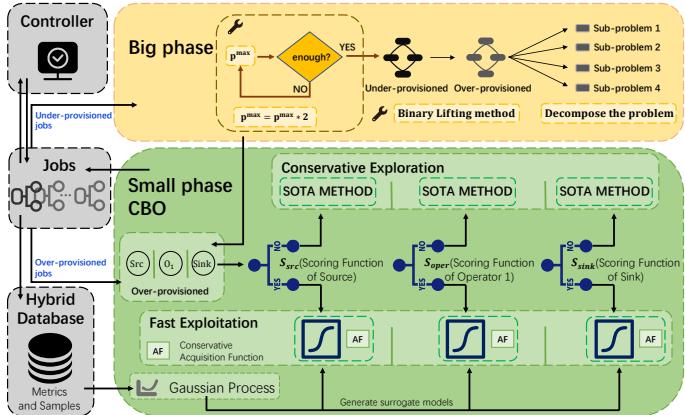 Controller
Big phase
p^max
enough?
YES
NO
p^max = p^max * 2
Under-provisioned
Over-provisioned
Sub-problem 1
Sub-problem 2
Sub-problem 3
Sub-problem 4
Binary Lifting method
Decompose the problem
Under-provisioned
jobs
Jobs
Over-provisioned
jobs
Small phase
CBO
Conservative Exploration
SOTA METHOD
SOTA METHOD
SOTA METHOD
Src
O₁
Sink
Over-provisioned
NO
YES
S_src(Scoring Function
of Source)
NO
YES
S_oper(Scoring Function
of Operator 1)
NO
YES
S_sink(Scoring Function
of Sink)
Hybrid
Database
Metrics
and Samples
Fast Exploitation
AF
Conservative
Acquisition Function
AF
AF
AF
Gaussian Process
Generate surrogate models